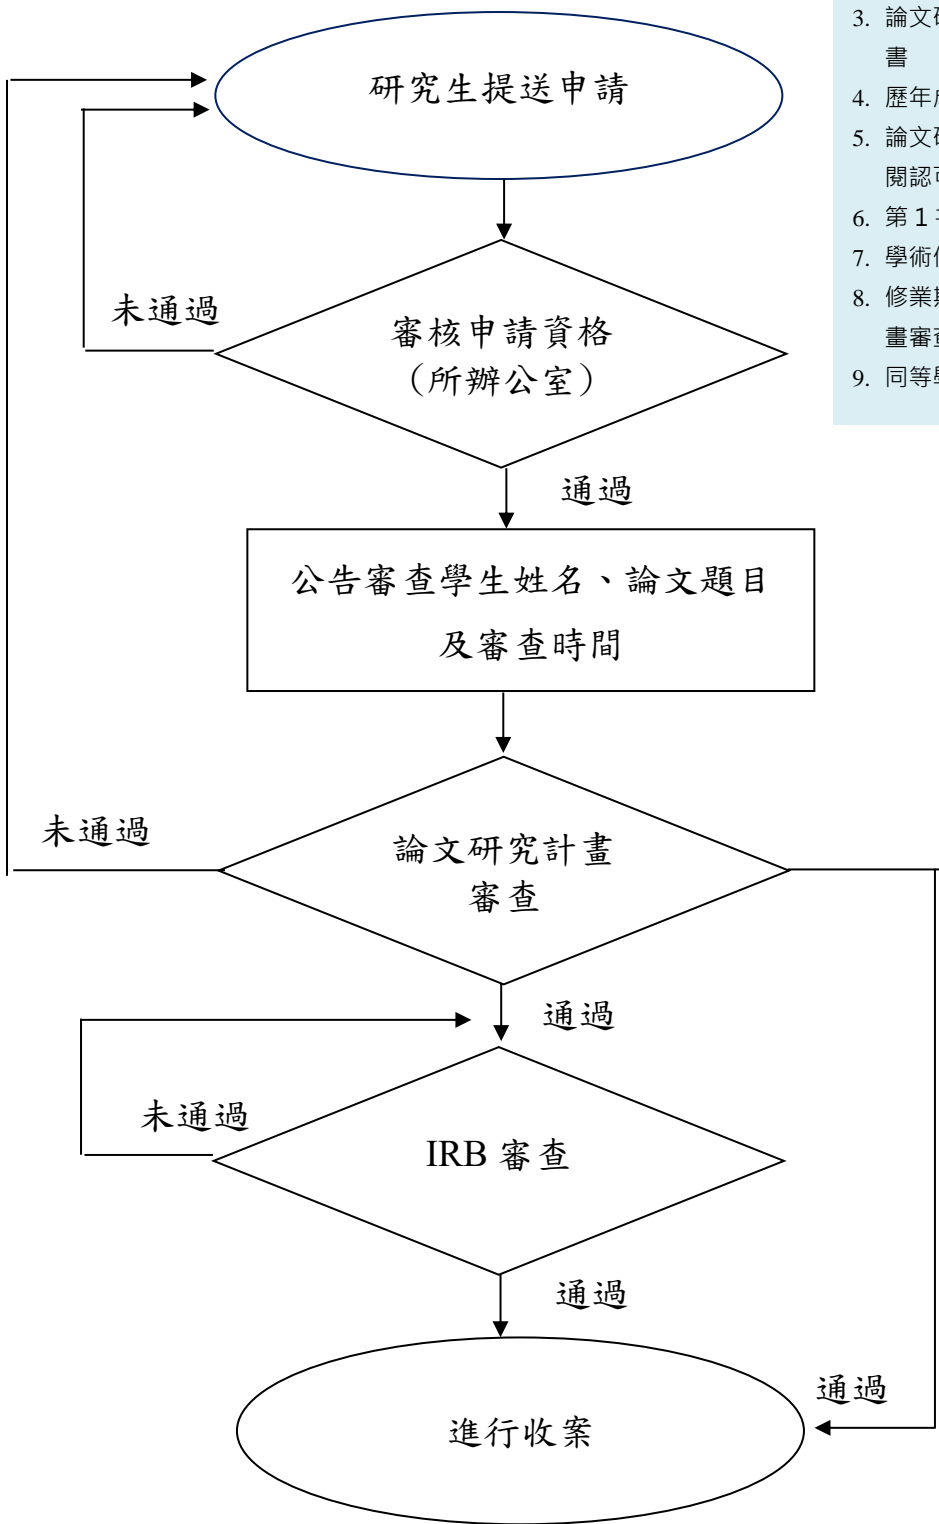 研究生提送申請
未通過
審核申請資格
（所辦公室）
通過
公告審查學生姓名、論文題目
及審查時間
未通過
論文研究計畫
審查
通過
未通過
IRB 審查
通過
進行收案
通過
3. 論文
書
4. 歷年
5. 論文
閱認
6. 第 1
7. 學術
8. 修業
畫審
9. 同等